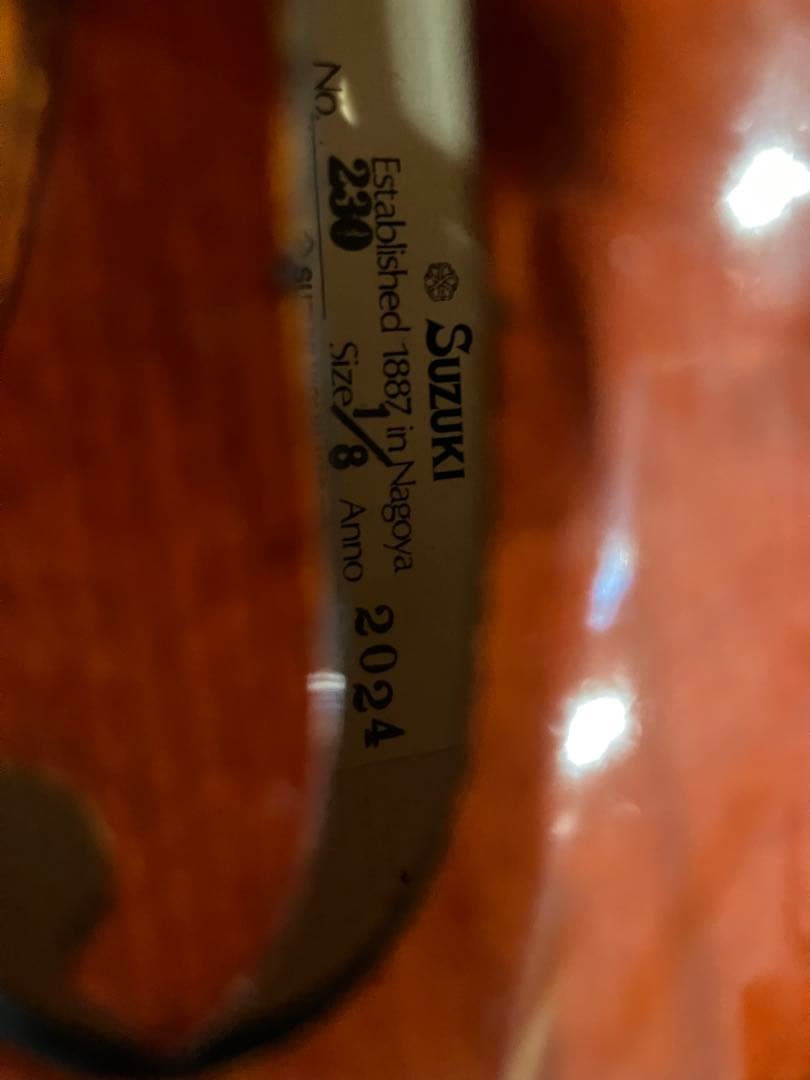 SUZUKI
Established 1887 in Nagoya
No. 230 Size 1/8 Anno 2024